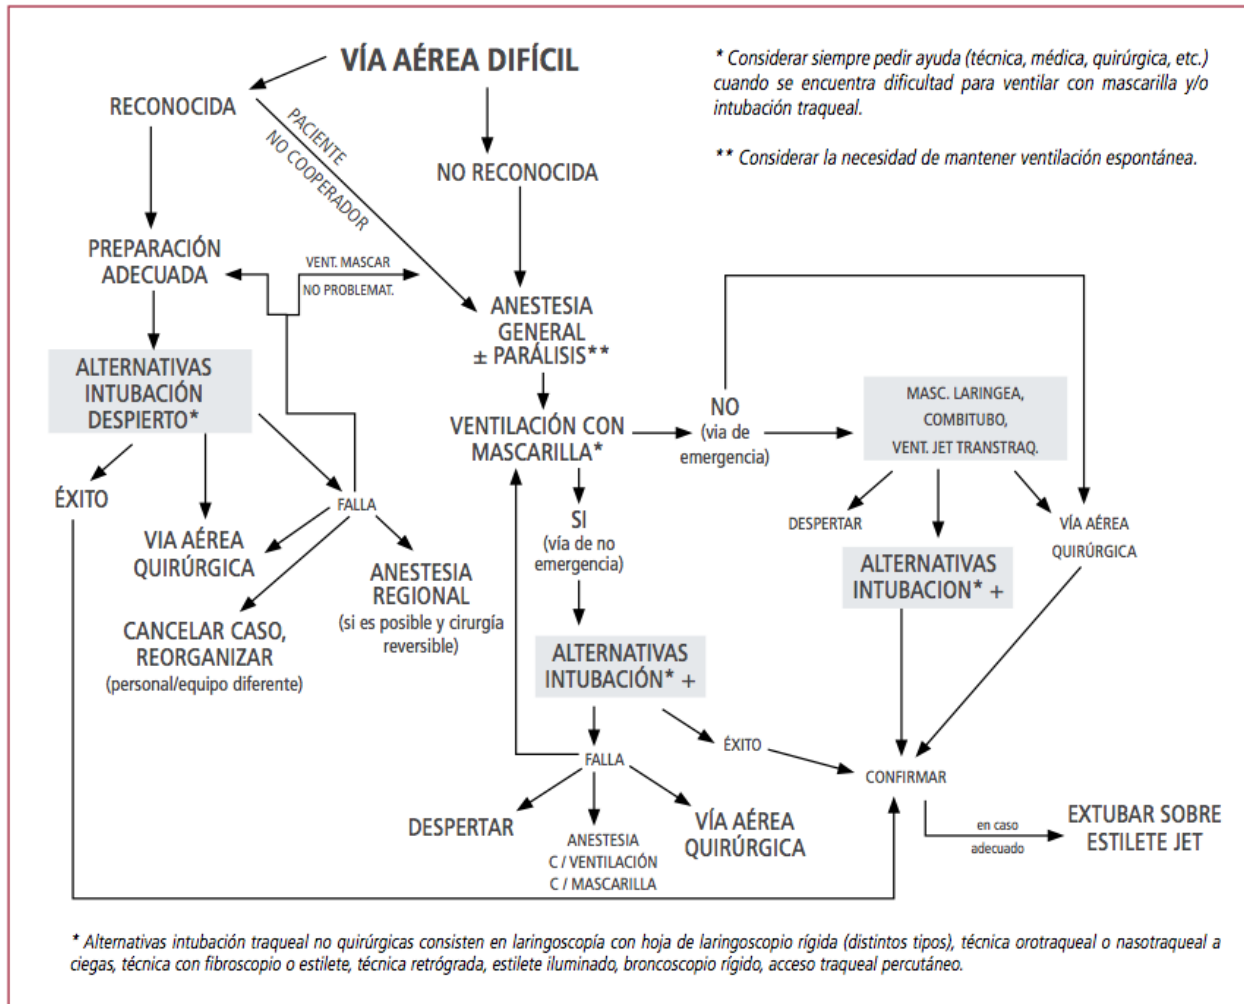 VÍA AÉREA DIFÍCIL
* Considerar siempre pedir ayuda (técnica, médica, quirúrgica, etc.)
cuando se encuentra dificultad para ventilar con mascarilla y/o
intubación traqueal.
** Considerar la necesidad de mantener ventilación espontánea.
RECONOCIDA
PACIENTE
NO COOPERADOR
NO RECONOCIDA
PREPARACIÓN
ADECUADA
VENT. MASCAR
NO PROBLEMAT.
ANESTESIA
GENERAL
± PARÁLISIS**
ALTERNATIVAS
INTUBACIÓN
DESPIERTO*
VENTILACIÓN CON
MASCARILLA*
NO
(via de
emergencia)
MASC. LARINGEA,
COMBITUBO,
VENT. JET TRANSTRAQ.
ÉXITO
FALLA
VIA AÉREA
QUIRÚRGICA
ANESTESIA
REGIONAL
(si es posible y cirurgía
reversible)
CANCELAR CASO,
REORGANIZAR
(personal/equipo diferente)
SI
(vía de no
emergencia)
DESPERTAR
VÍA AÉREA
QUIRÚRGICA
ALTERNATIVAS
INTUBACION* +
ALTERNATIVAS
INTUBACIÓN* +
FALLA
ÉXITO
DESPERTAR
ANESTESIA
C / VENTILACIÓN
C / MASCARILLA
VÍA AÉREA
QUIRÚRGICA
CONFIRMAR
en caso
adecuado
EXTUBAR SOBRE
ESTILETE JET
* Alternativas intubación traqueal no quirúrgicas consisten en laringoscopía con hoja de laringoscopio rígida (distintos tipos), técnica orotraqueal o nasotraqueal a
ciegas, técnica con fibroscopio o estilete, técnica retrógrada, estilete iluminado, broncoscopio rígido, acceso traqueal percutáneo.